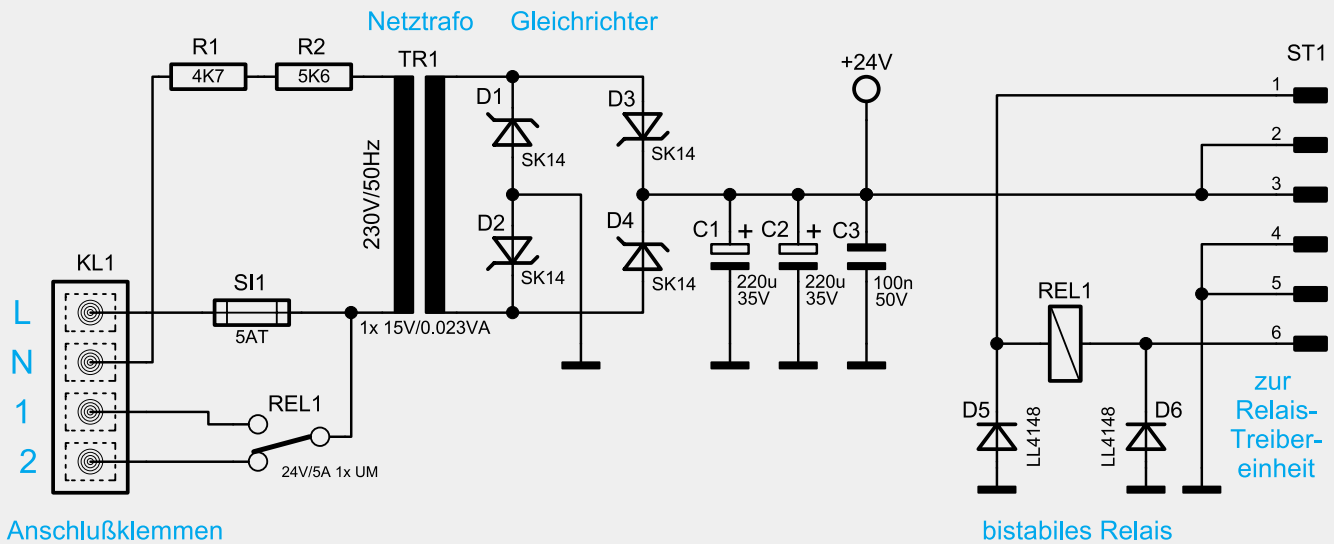 Netztrafo
Gleichrichter
R1
4K7
R2
5K6
TR1
230V/50Hz
1x 15V/0.023VA
D1
SK14
D3
SK14
D2
SK14
D4
SK14
+24V
C1
+
220u
35V
C2
+
220u
35V
C3
100n
50V
ST1
1
2
3
4
5
6
REL1
D5
LL4148
LL4148
D6
zur
Relais-
Treiber-
einheit
KL1
L
N
1
2
SI1
5AT
REL1
24V/5A 1x UM
Anschlußklemmen
bistabiles Relais